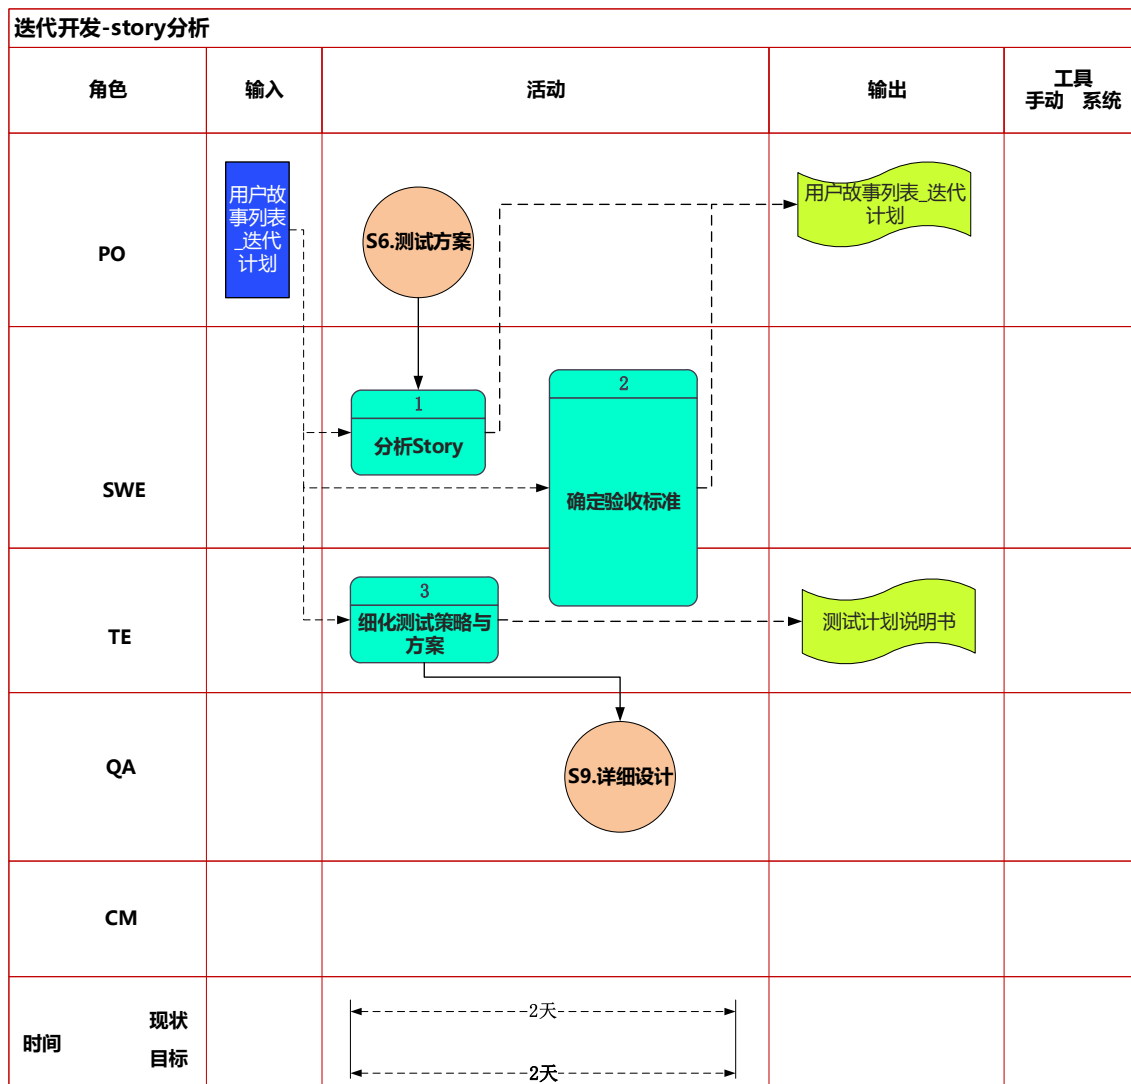 迭代开发-story分析
角色
输入
活动
输出
工具
手动 系统
PO
用户故
事列表
_迭代
计划
S6.测试方案
用户故事列表_迭代
计划
SWE
1
分析Story
2
确定验收标准
TE
3
细化测试策略与
方案
测试计划说明书
QA
S9.详细设计
CM
时间
现状
2天
目标
2天